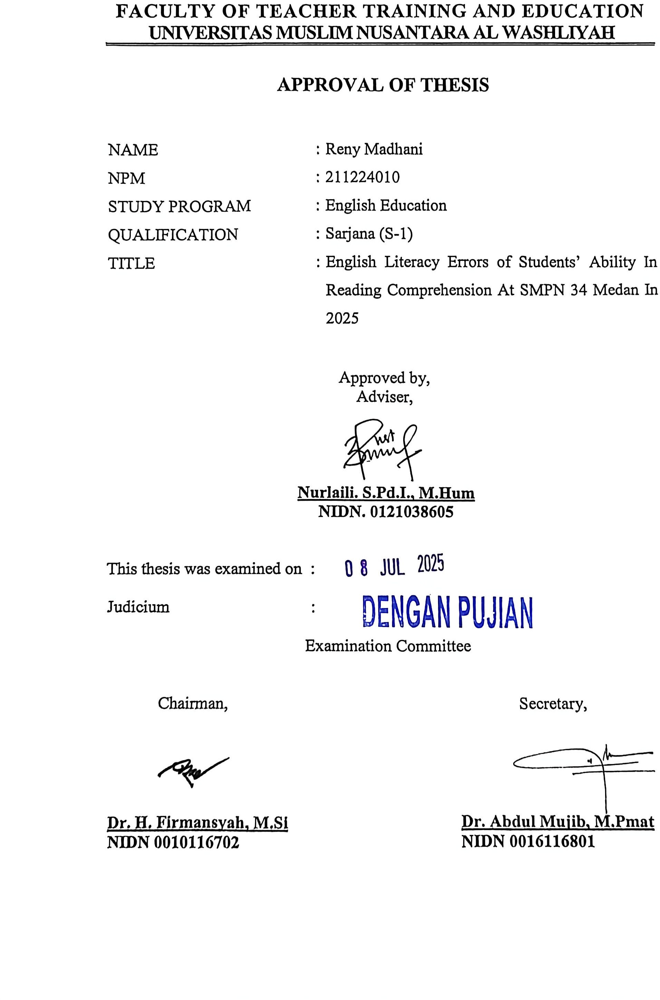 FACULTY OF TEACHER TRAINING AND EDUCATION
UNIVERSITAS MUSLIM NUSANTARA AL WASHLIYAH
APPROVAL OF THESIS
NAME : Reny Madhani
NPM : 211224010
STUDY PROGRAM : English Education
QUALIFICATION : Sarjana (S-1)
TITLE : English Literacy Errors of Students’ Ability In
Reading Comprehension At SMPN 34 Medan In
2025
Approved by,
Adviser,
Nurlaili. S.Pd.I., M.Hum
NIDN. 0121038605
This thesis was examined on : 08 JUL 2025
Judicium : DENGAN PUJIAN
Examination Committee
Chairman, Secretary,
Dr. H. Firmansyah, M.Si Dr. Abdul Mujib, M.Pmat
NIDN 0010116702 NIDN 0016116801